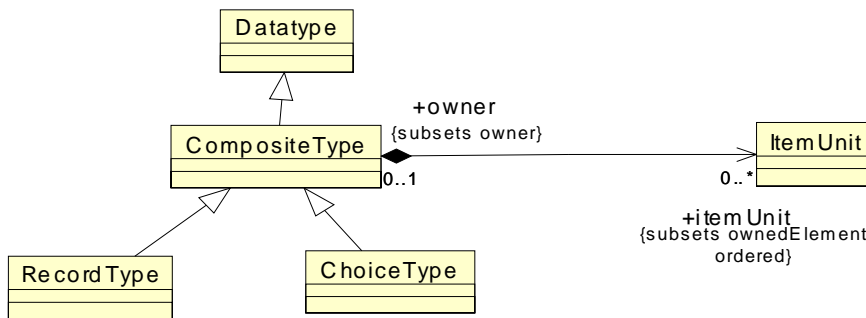 Datatype
+owner
{subsets owner}
CompositeType
ItemUnit
0..1
0..*
+itemUnit
{subsets ownedElement
ordered}
RecordType
ChoiceType